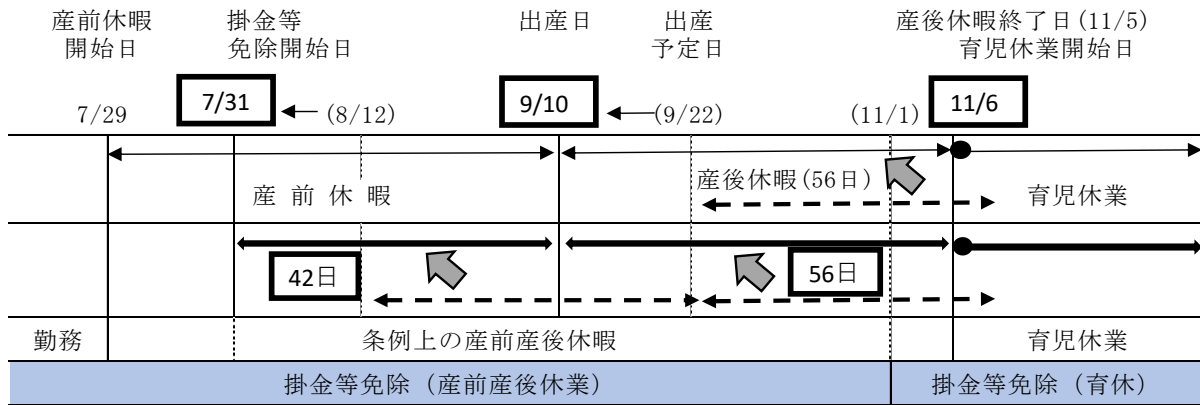 産前休暇
開始日
掛金等
免除開始日
出産日
出産
予定日
産後休暇終了日(11/5)
育児休業開始日
7/29
7/31
(8/12)
9/10
(9/22)
(11/1)
11/6
産前休暇
産後休暇(56日)
育児休業
42日
56日
勤務
条例上の産前産後休暇
育児休業
掛金等免除（産前産後休業）
掛金等免除（育休）